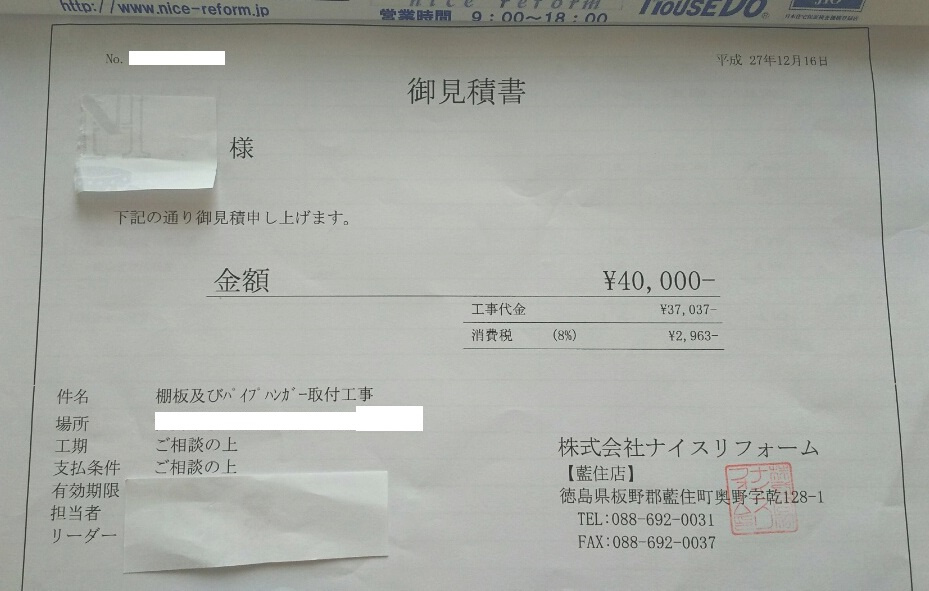 http://www.nice-reform.jp
nice reform
営業時間 9:00～18:00
HOUSEDO
No.
平成 27年12月16日
御見積書
様
下記の通り御見積申し上げます。
金額 ¥40,000-
工事代金 ¥37,037-
消費税 (8%) ¥2,963-
件名 棚板及びﾊﾟｲﾌﾟﾊﾝｶﾞｰ取付工事
場所
工期 ご相談の上
支払条件 ご相談の上
有効期限
担当者
リーダー
株式会社ナイスリフォーム
【藍住店】
徳島県板野郡藍住町奥野字乾128-1
TEL:088-692-0031
FAX:088-692-0037